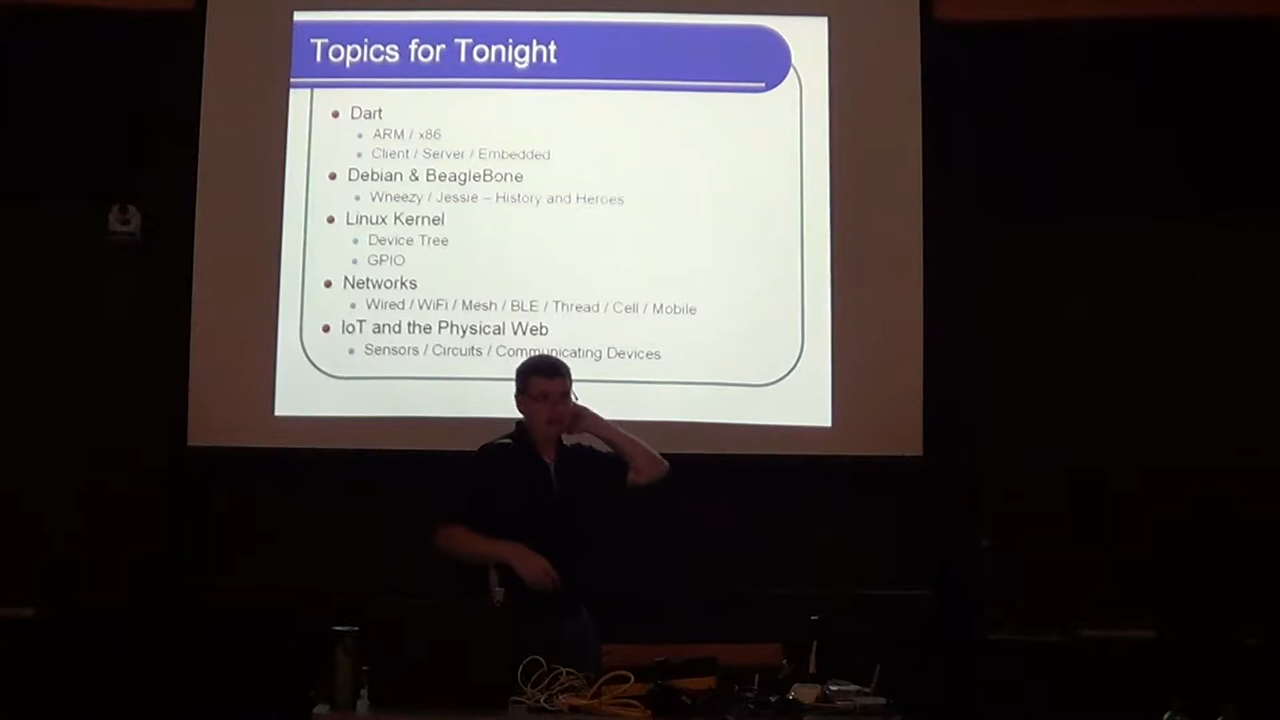 Topics for Tonight
Dart
ARM / x86
Client / Server / Embedded
Debian & BeagleBone
Wheezy / Jessie – History and Heroes
Linux Kernel
Device Tree
GPIO
Networks
Wired / WiFi / Mesh / BLE / Thread / Cell / Mobile
IoT and the Physical Web
Sensors / Circuits / Communicating Devices